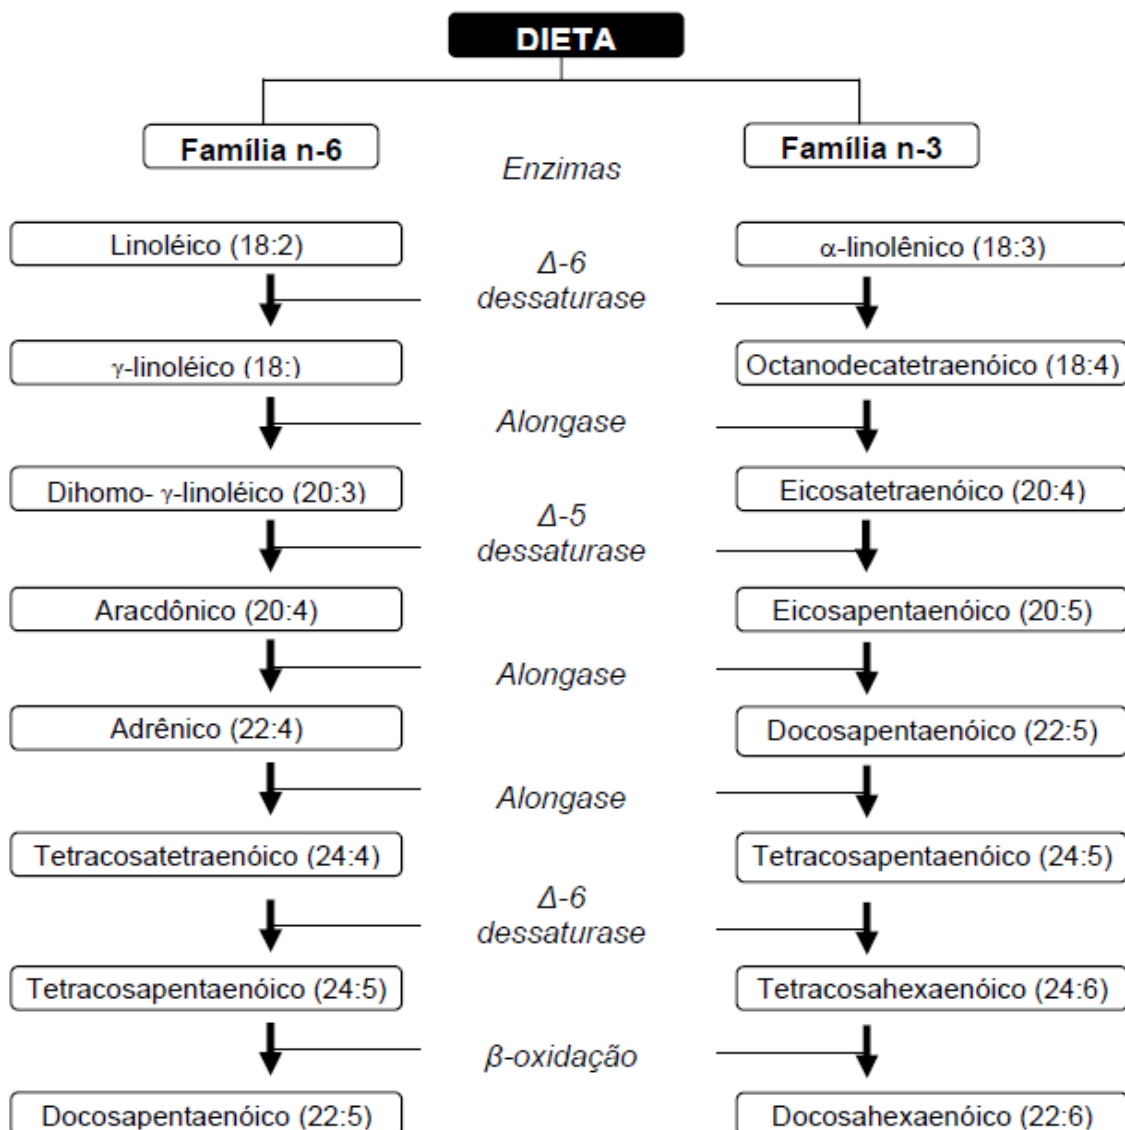 DIETA
Família n-6
Enzimas
Família n-3
Linoléico (18:2)
Δ-6
dessaturase
α-linolênico (18:3)
γ-linoléico (18:)
Octanodecatetraenóico (18:4)
Alongase
Dihomo- γ-linoléico (20:3)
Δ-5
dessaturase
Eicosatetraenóico (20:4)
Aracdônico (20:4)
Eicosapentaenóico (20:5)
Alongase
Adrênico (22:4)
Docosapentaenóico (22:5)
Alongase
Tetracosatetraenóico (24:4)
Tetracosapentaenóico (24:5)
Δ-6
dessaturase
Tetracosapentaenóico (24:5)
Tetracosahexaenóico (24:6)
β-oxidação
Docosapentaenóico (22:5)
Docosahexaenóico (22:6)